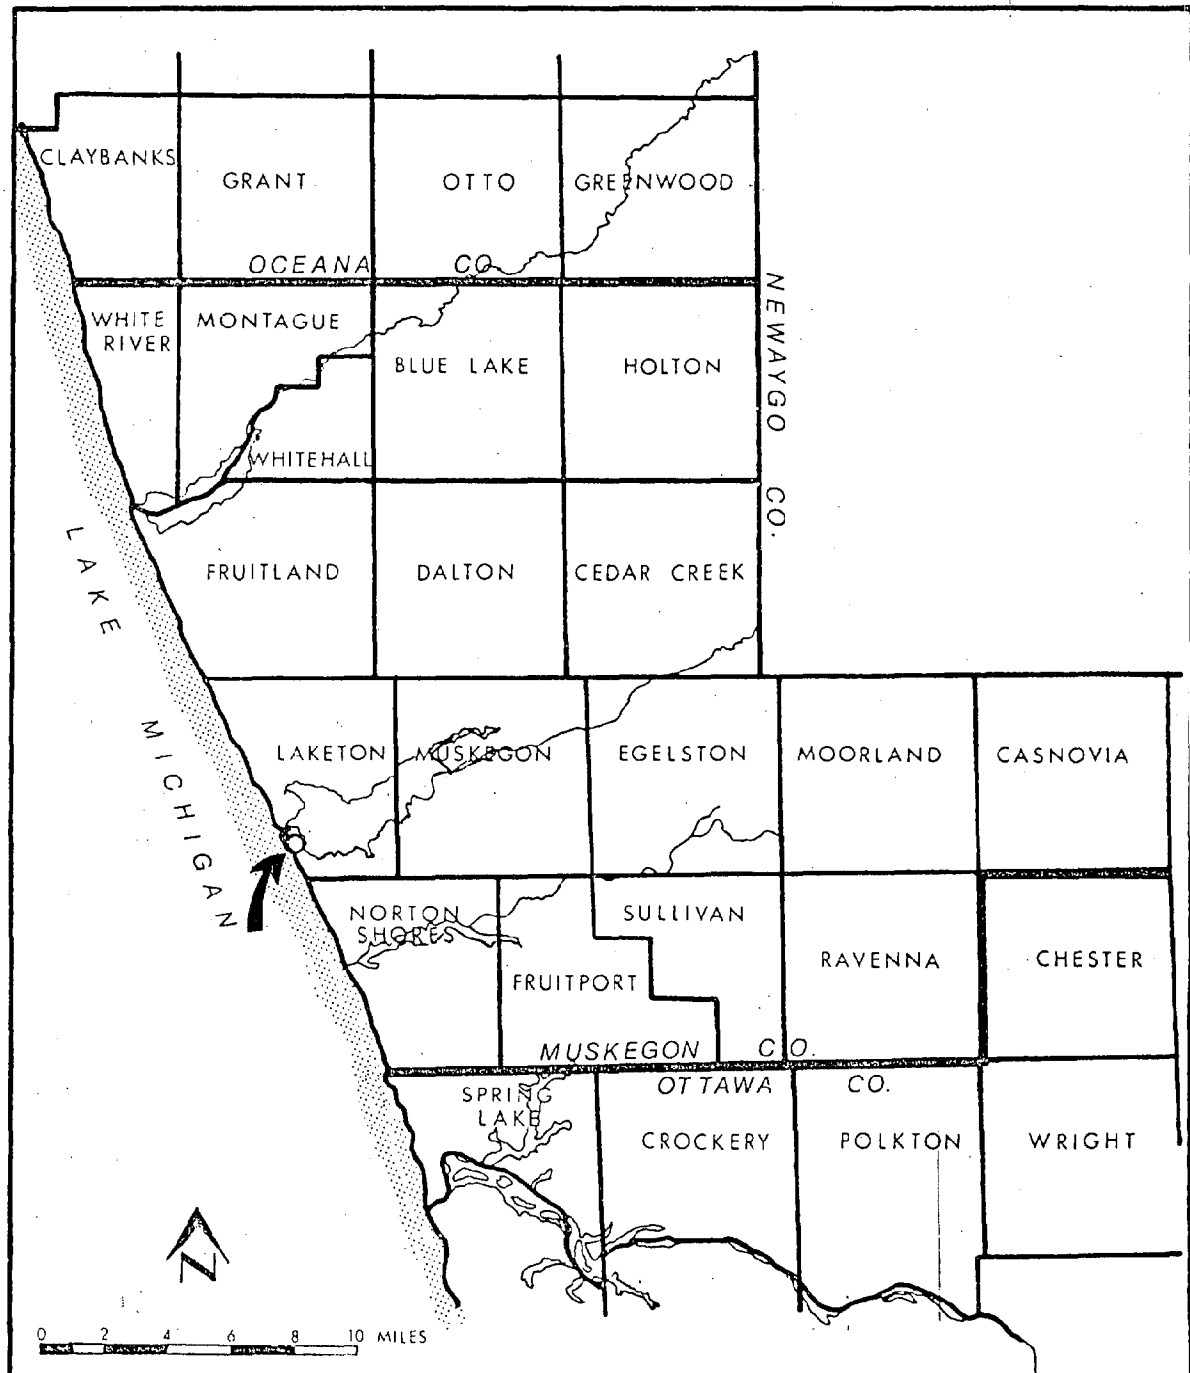 CLAYBANKS
GRANT
OTTO
GREENWOOD
OCEANA CO.
NEWAYGO CO.
WHITE
RIVER
MONTAGUE
BLUE LAKE
HOLTON
WHITEHALL
LAKE MICHIGAN
FRUITLAND
DALTON
CEDAR CREEK
LAKETON
MUSKEGON
EGELSTON
MOORLAND
CASNOVIA
NORTON
SHORES
SULLIVAN
FRUITPORT
RAVENNA
CHESTER
MUSKEGON CO.
OTTAWA CO.
SPRING
LAKE
CROCKERY
POLKTON
WRIGHT
N
0 2 4 6 8 10 MILES